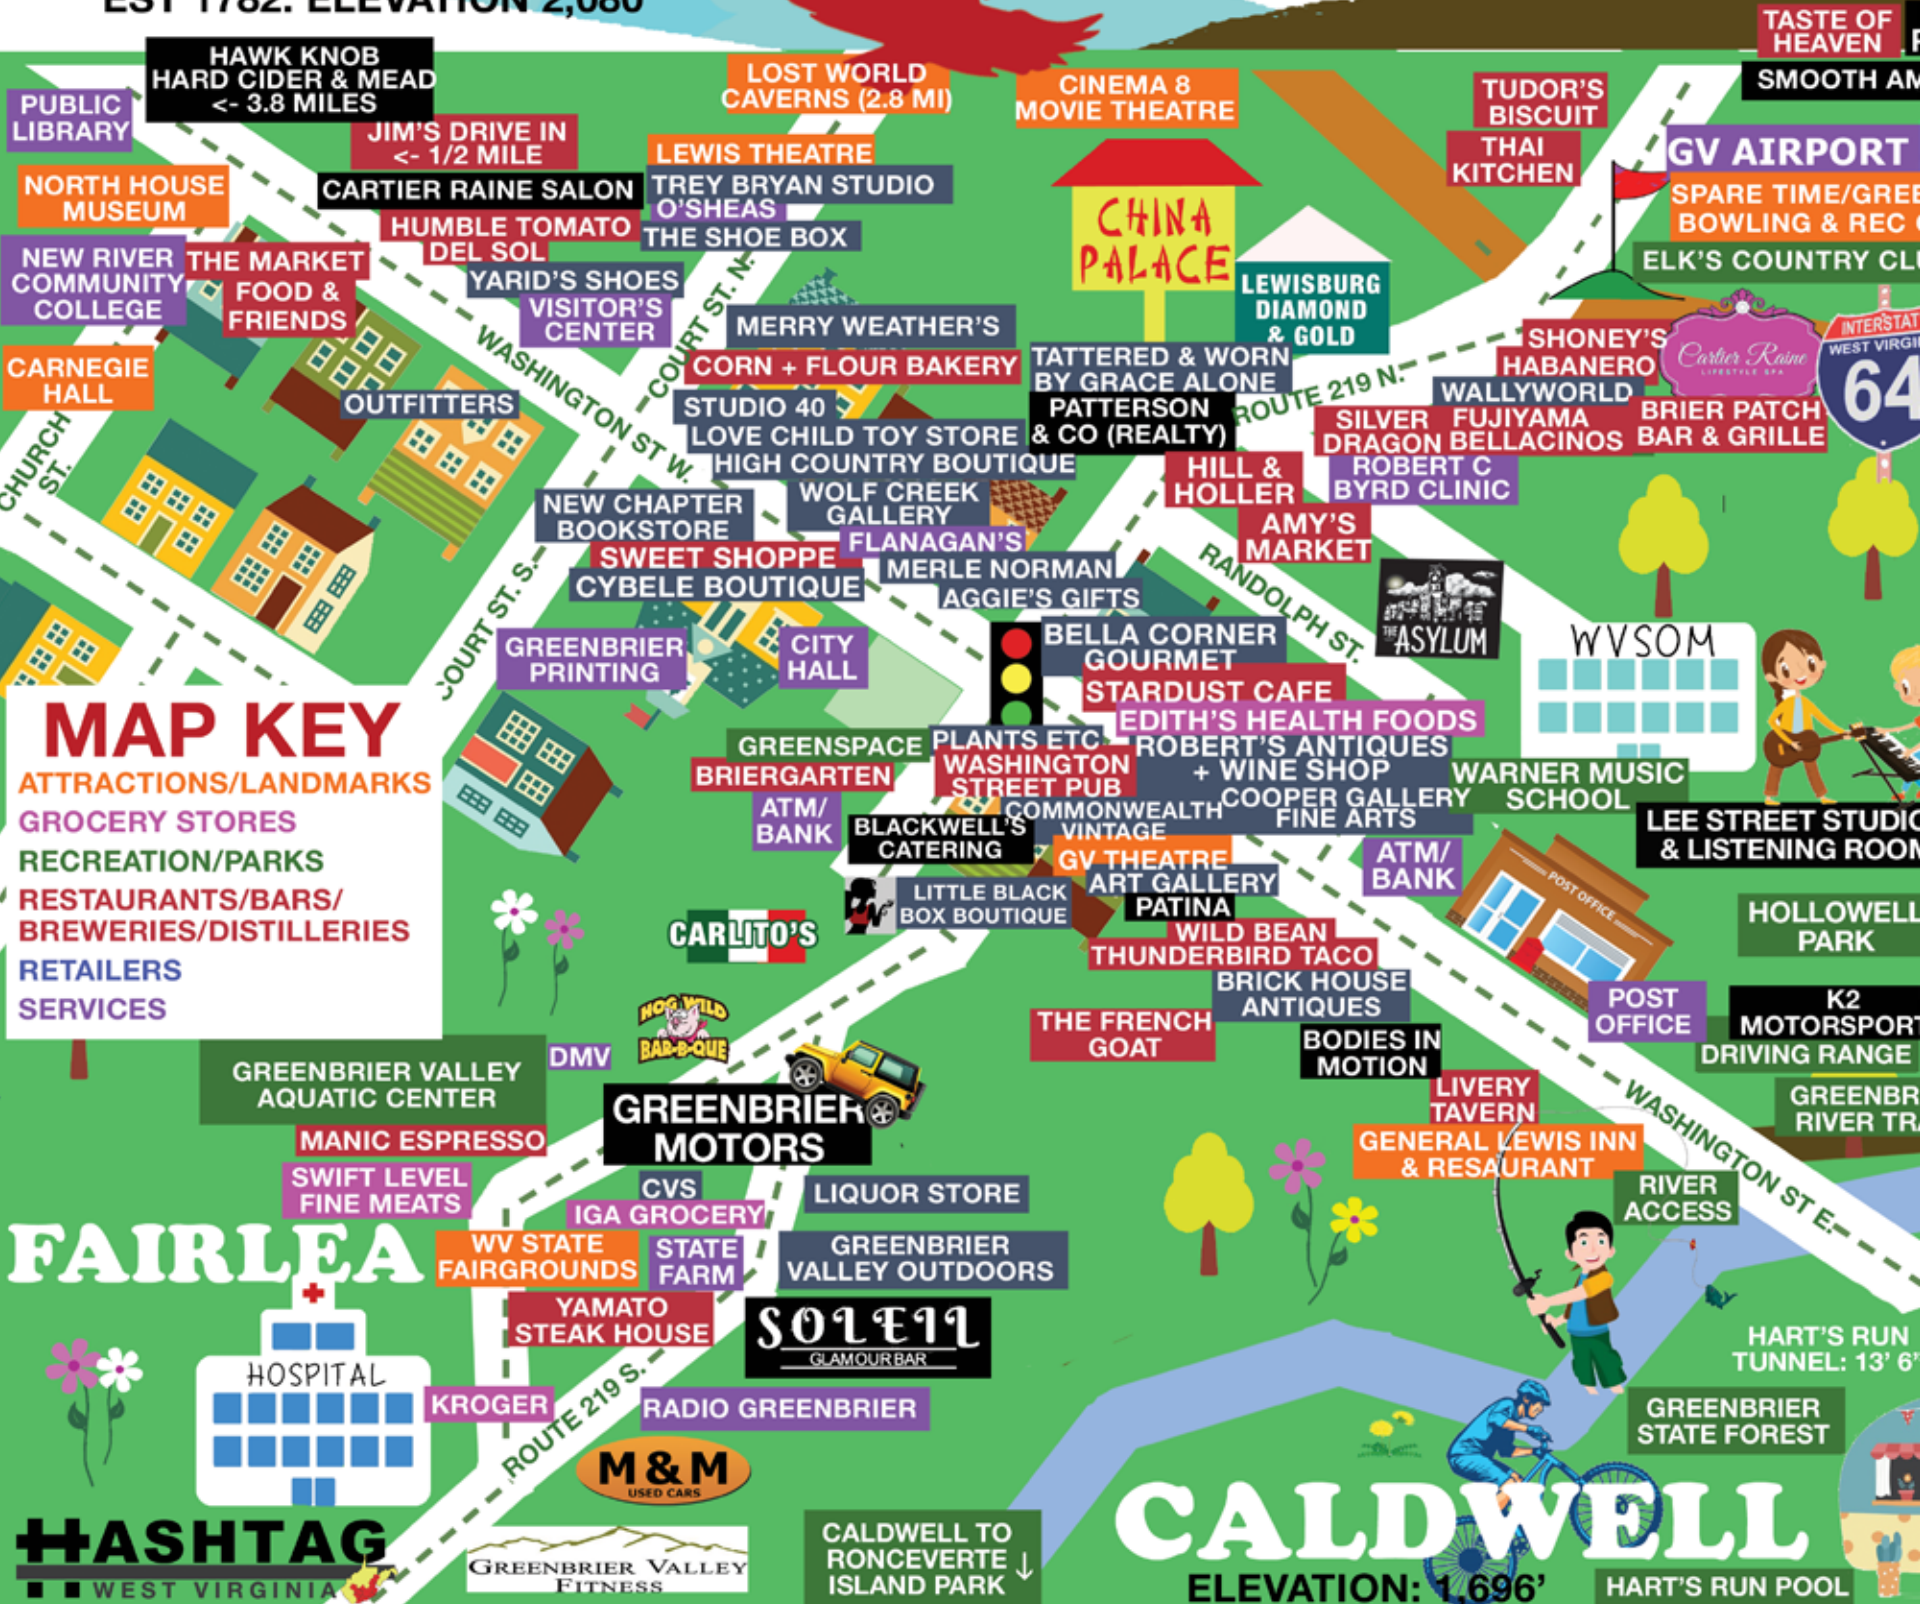 EST 1782. ELEVATION 2,080'
HAWK KNOB
HARD CIDER & MEAD
<- 3.8 MILES
PUBLIC
LIBRARY
JIM'S DRIVE IN
<- 1/2 MILE
LOST WORLD
CAVERNS (2.8 MI)
CINEMA 8
MOVIE THEATRE
TASTE OF
HEAVEN
SMOOTH AM
TUDOR'S
BISCUIT
THAI
KITCHEN
GV AIRPORT
SPARE TIME/GREE
BOWLING & REC
ELK'S COUNTRY CLU
NORTH HOUSE
MUSEUM
CARTIER RAINE SALON
LEWIS THEATRE
TREY BRYAN STUDIO
O'SHEAS
THE SHOE BOX
HUMBLE TOMATO
DEL SOL
YARID'S SHOES
VISITOR'S
CENTER
NEW RIVER
COMMUNITY
COLLEGE
THE MARKET
FOOD &
FRIENDS
CARNEGIE
HALL
CHURCH
ST.
OUTFITTERS
WASHINGTON ST W.
COURT ST. N.
CHINA
PALACE
LEWISBURG
DIAMOND
& GOLD
MERRY WEATHER'S
CORN + FLOUR BAKERY
TATTERED & WORN
BY GRACE ALONE
PATTERSON
& CO (REALTY)
STUDIO 40
LOVE CHILD TOY STORE
HIGH COUNTRY BOUTIQUE
ROUTE 219 N.
SHONEY'S
HABANERO
WALLYWORLD
SILVER
DRAGON
FUJIYAMA
BELLACINOS
Cartier Raine
LIFESTYLE SPA
INTERSTAT
WEST VIRGI
64
BRIER PATCH
BAR & GRILLE
ROBERT C
BYRD CLINIC
HILL &
HOLLER
AMY'S
MARKET
NEW CHAPTER
BOOKSTORE
SWEET SHOPPE
CYBELE BOUTIQUE
WOLF CREEK
GALLERY
FLANAGAN'S
MERLE NORMAN
AGGIE'S GIFTS
RANDOLPH ST.
THE
ASYLUM
WVSOM
COURT ST. S.
GREENBRIER
PRINTING
CITY
HALL
BELLA CORNER
GOURMET
STARDUST CAFE
EDITH'S HEALTH FOODS
ROBERT'S ANTIQUES
+ WINE SHOP
COOPER GALLERY
FINE ARTS
WARNER MUSIC
SCHOOL
LEE STREET STUDIO
& LISTENING ROOM
GREENSPACE
BRIERGARTEN
ATM/
BANK
PLANTS ETC
WASHINGTON
STREET PUB
COMMONWEALTH
VINTAGE
BLACKWELL'S
CATERING
GV THEATRE
ART GALLERY
PATINA
LITTLE BLACK
BOX BOUTIQUE
ATM/
BANK
POST OFFICE
HOLLOWELL
PARK
MAP KEY
ATTRACTIONS/LANDMARKS
GROCERY STORES
RECREATION/PARKS
RESTAURANTS/BARS/
BREWERIES/DISTILLERIES
RETAILERS
SERVICES
CARLITO'S
WILD BEAN
THUNDERBIRD TACO
BRICK HOUSE
ANTIQUES
THE FRENCH
GOAT
BODIES IN
MOTION
POST
OFFICE
K2
MOTORSPORT
DRIVING RANGE
GREENBR
RIVER TRA
HOG WILD
BAR-B-QUE
DMV
GREENBRIER VALLEY
AQUATIC CENTER
MANIC ESPRESSO
SWIFT LEVEL
FINE MEATS
GREENBRIER
MOTORS
LIVERY
TAVERN
GENERAL LEWIS INN
& RESAURANT
RIVER
ACCESS
WASHINGTON ST E.
CVS
IGA GROCERY
LIQUOR STORE
FAIRLEA
WV STATE
FAIRGROUNDS
STATE
FARM
GREENBRIER
VALLEY OUTDOORS
YAMATO
STEAK HOUSE
SOLEIL
GLAMOUR BAR
HOSPITAL
KROGER
ROUTE 219 S.
RADIO GREENBRIER
M & M
USED CARS
HART'S RUN
TUNNEL: 13' 6"
GREENBRIER
STATE FOREST
HASHTAG
WEST VIRGINIA
GREENBRIER VALLEY
FITNESS
CALDWELL TO
RONCEVERTE
ISLAND PARK ↓
CALDWELL
ELEVATION: 1,696'
HART'S RUN POOL